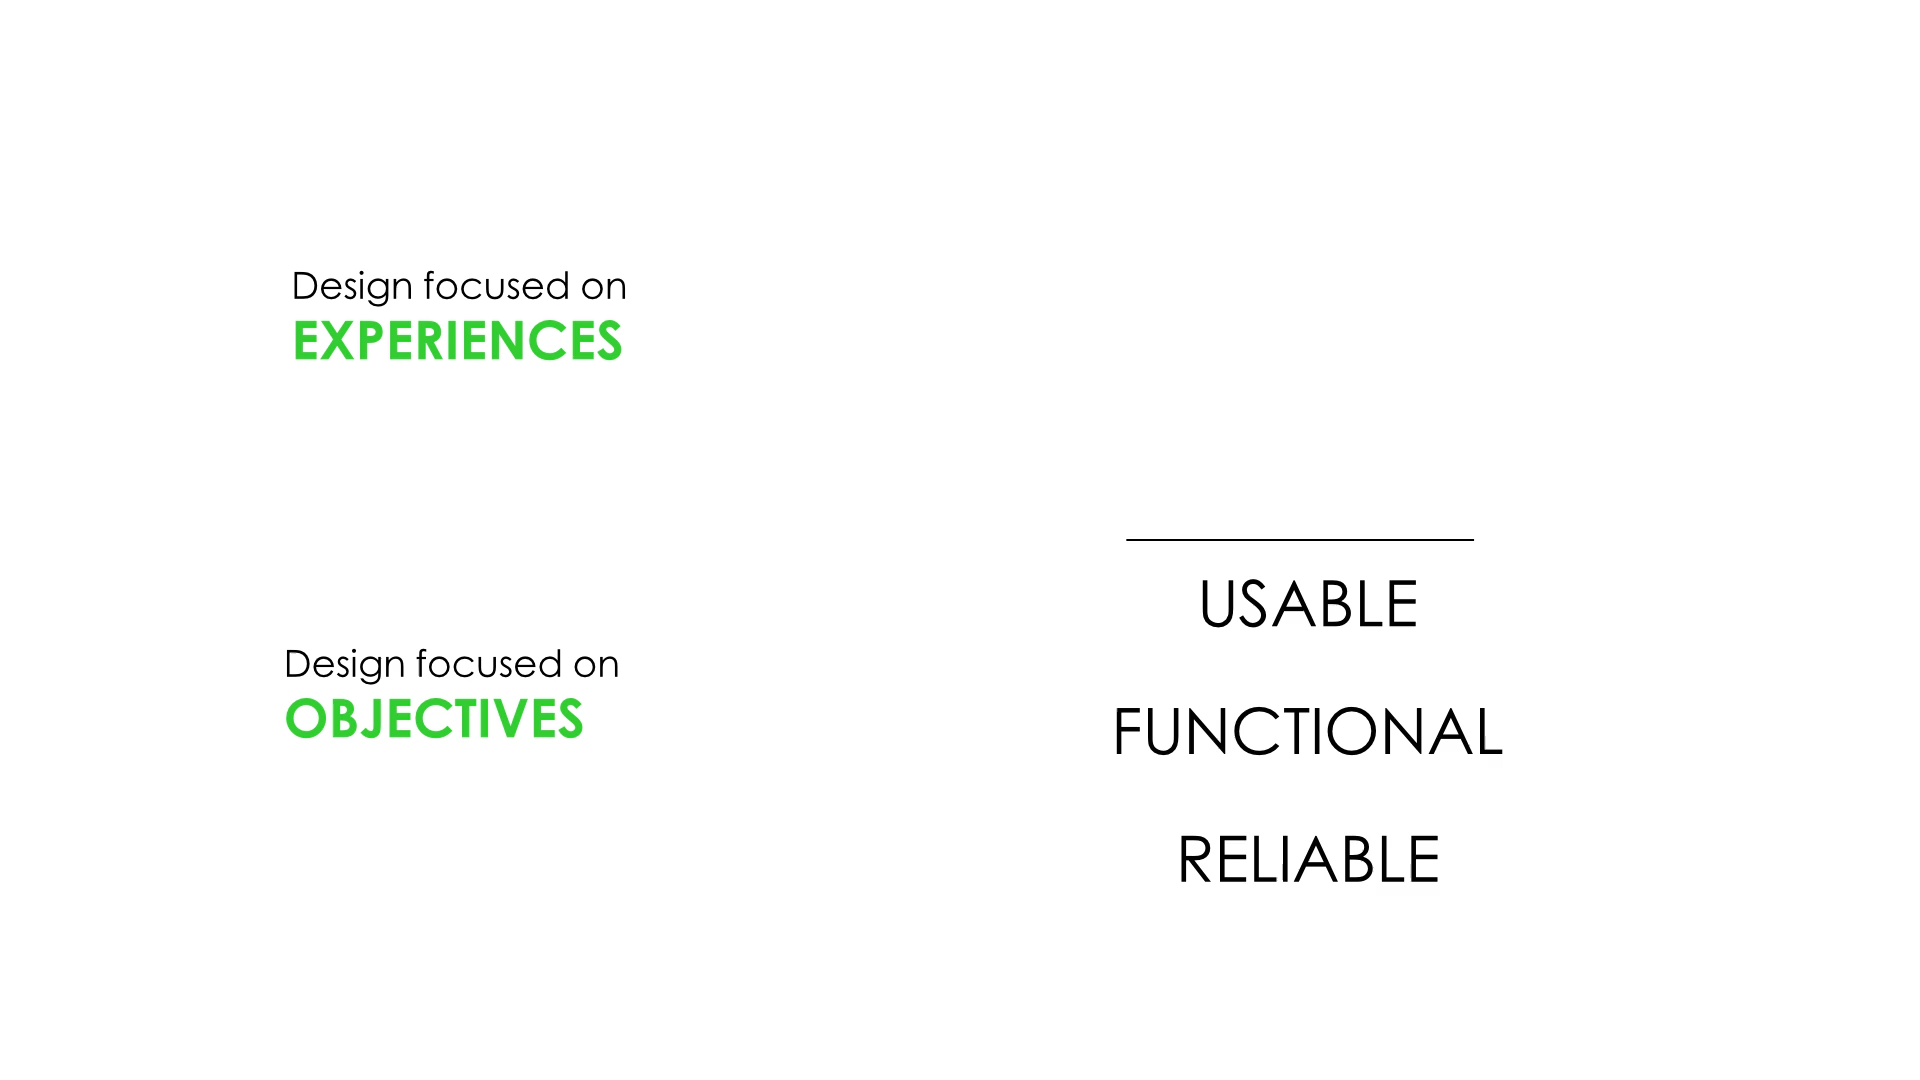 Design focused on
EXPERIENCES
Design focused on
OBJECTIVES
USABLE
FUNCTIONAL
RELIABLE